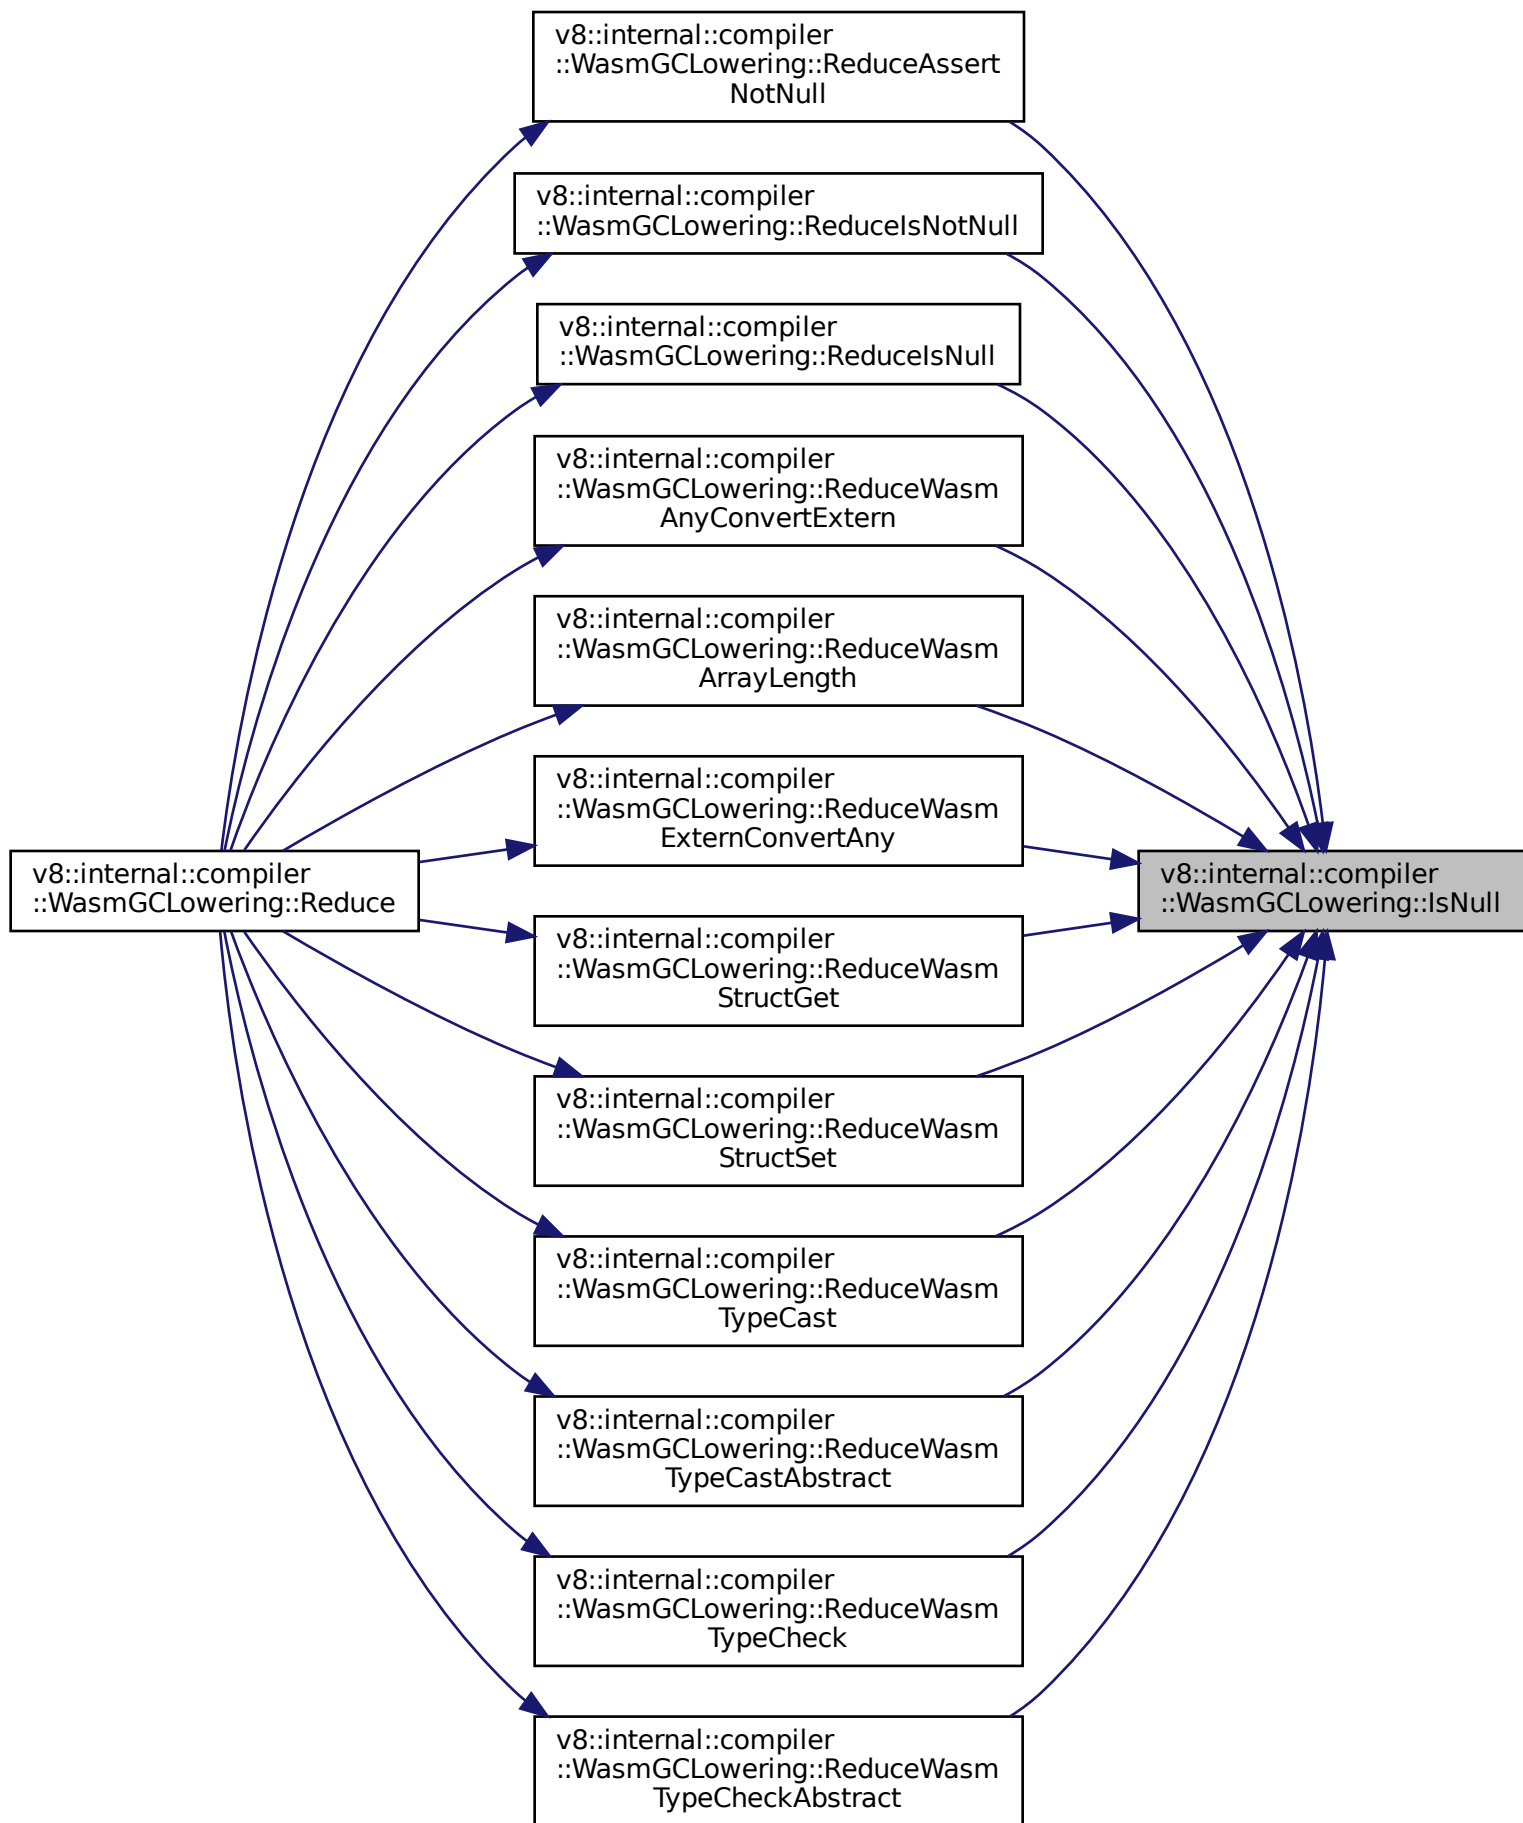 v8::internal::compiler
::WasmGCLowering::ReduceAssert
NotNull
v8::internal::compiler
::WasmGCLowering::ReduceIsNotNull
v8::internal::compiler
::WasmGCLowering::ReduceIsNull
v8::internal::compiler
::WasmGCLowering::ReduceWasm
AnyConvertExtern
v8::internal::compiler
::WasmGCLowering::ReduceWasm
ArrayLength
v8::internal::compiler
::WasmGCLowering::ReduceWasm
ExternConvertAny
v8::internal::compiler
::WasmGCLowering::Reduce
v8::internal::compiler
::WasmGCLowering::IsNull
v8::internal::compiler
::WasmGCLowering::ReduceWasm
StructGet
v8::internal::compiler
::WasmGCLowering::ReduceWasm
StructSet
v8::internal::compiler
::WasmGCLowering::ReduceWasm
TypeCast
v8::internal::compiler
::WasmGCLowering::ReduceWasm
TypeCastAbstract
v8::internal::compiler
::WasmGCLowering::ReduceWasm
TypeCheck
v8::internal::compiler
::WasmGCLowering::ReduceWasm
TypeCheckAbstract